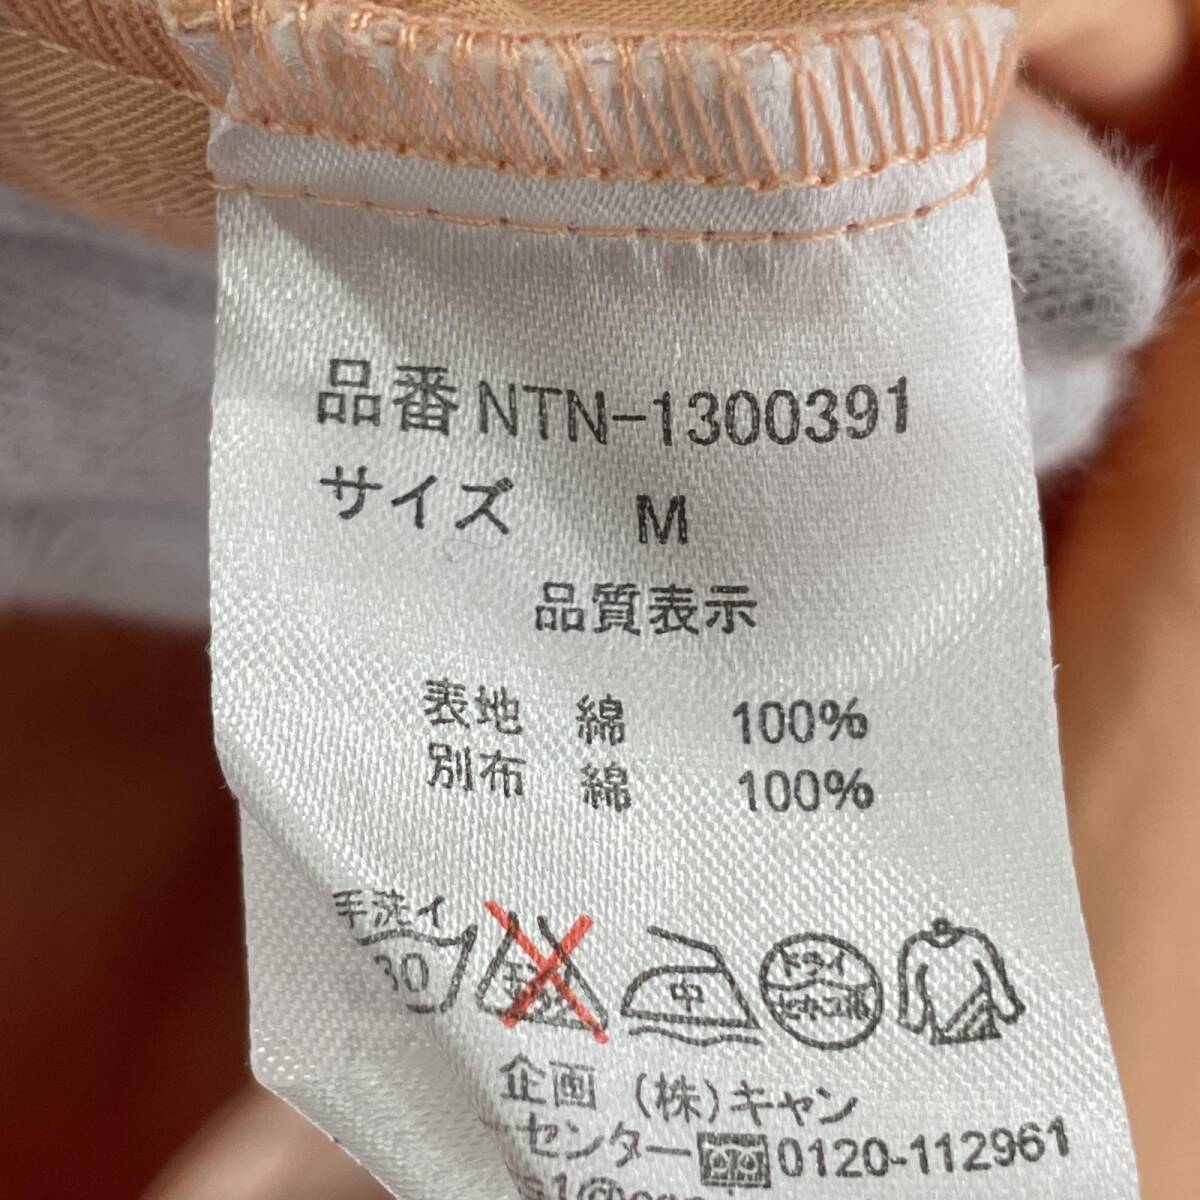 品番 NTN-1300391
サイズ M
品質表示
表地 綿 100%
別布 綿 100%
手洗イ
30
中
ドライ
企画 (株)キャン
センター 0120-112961